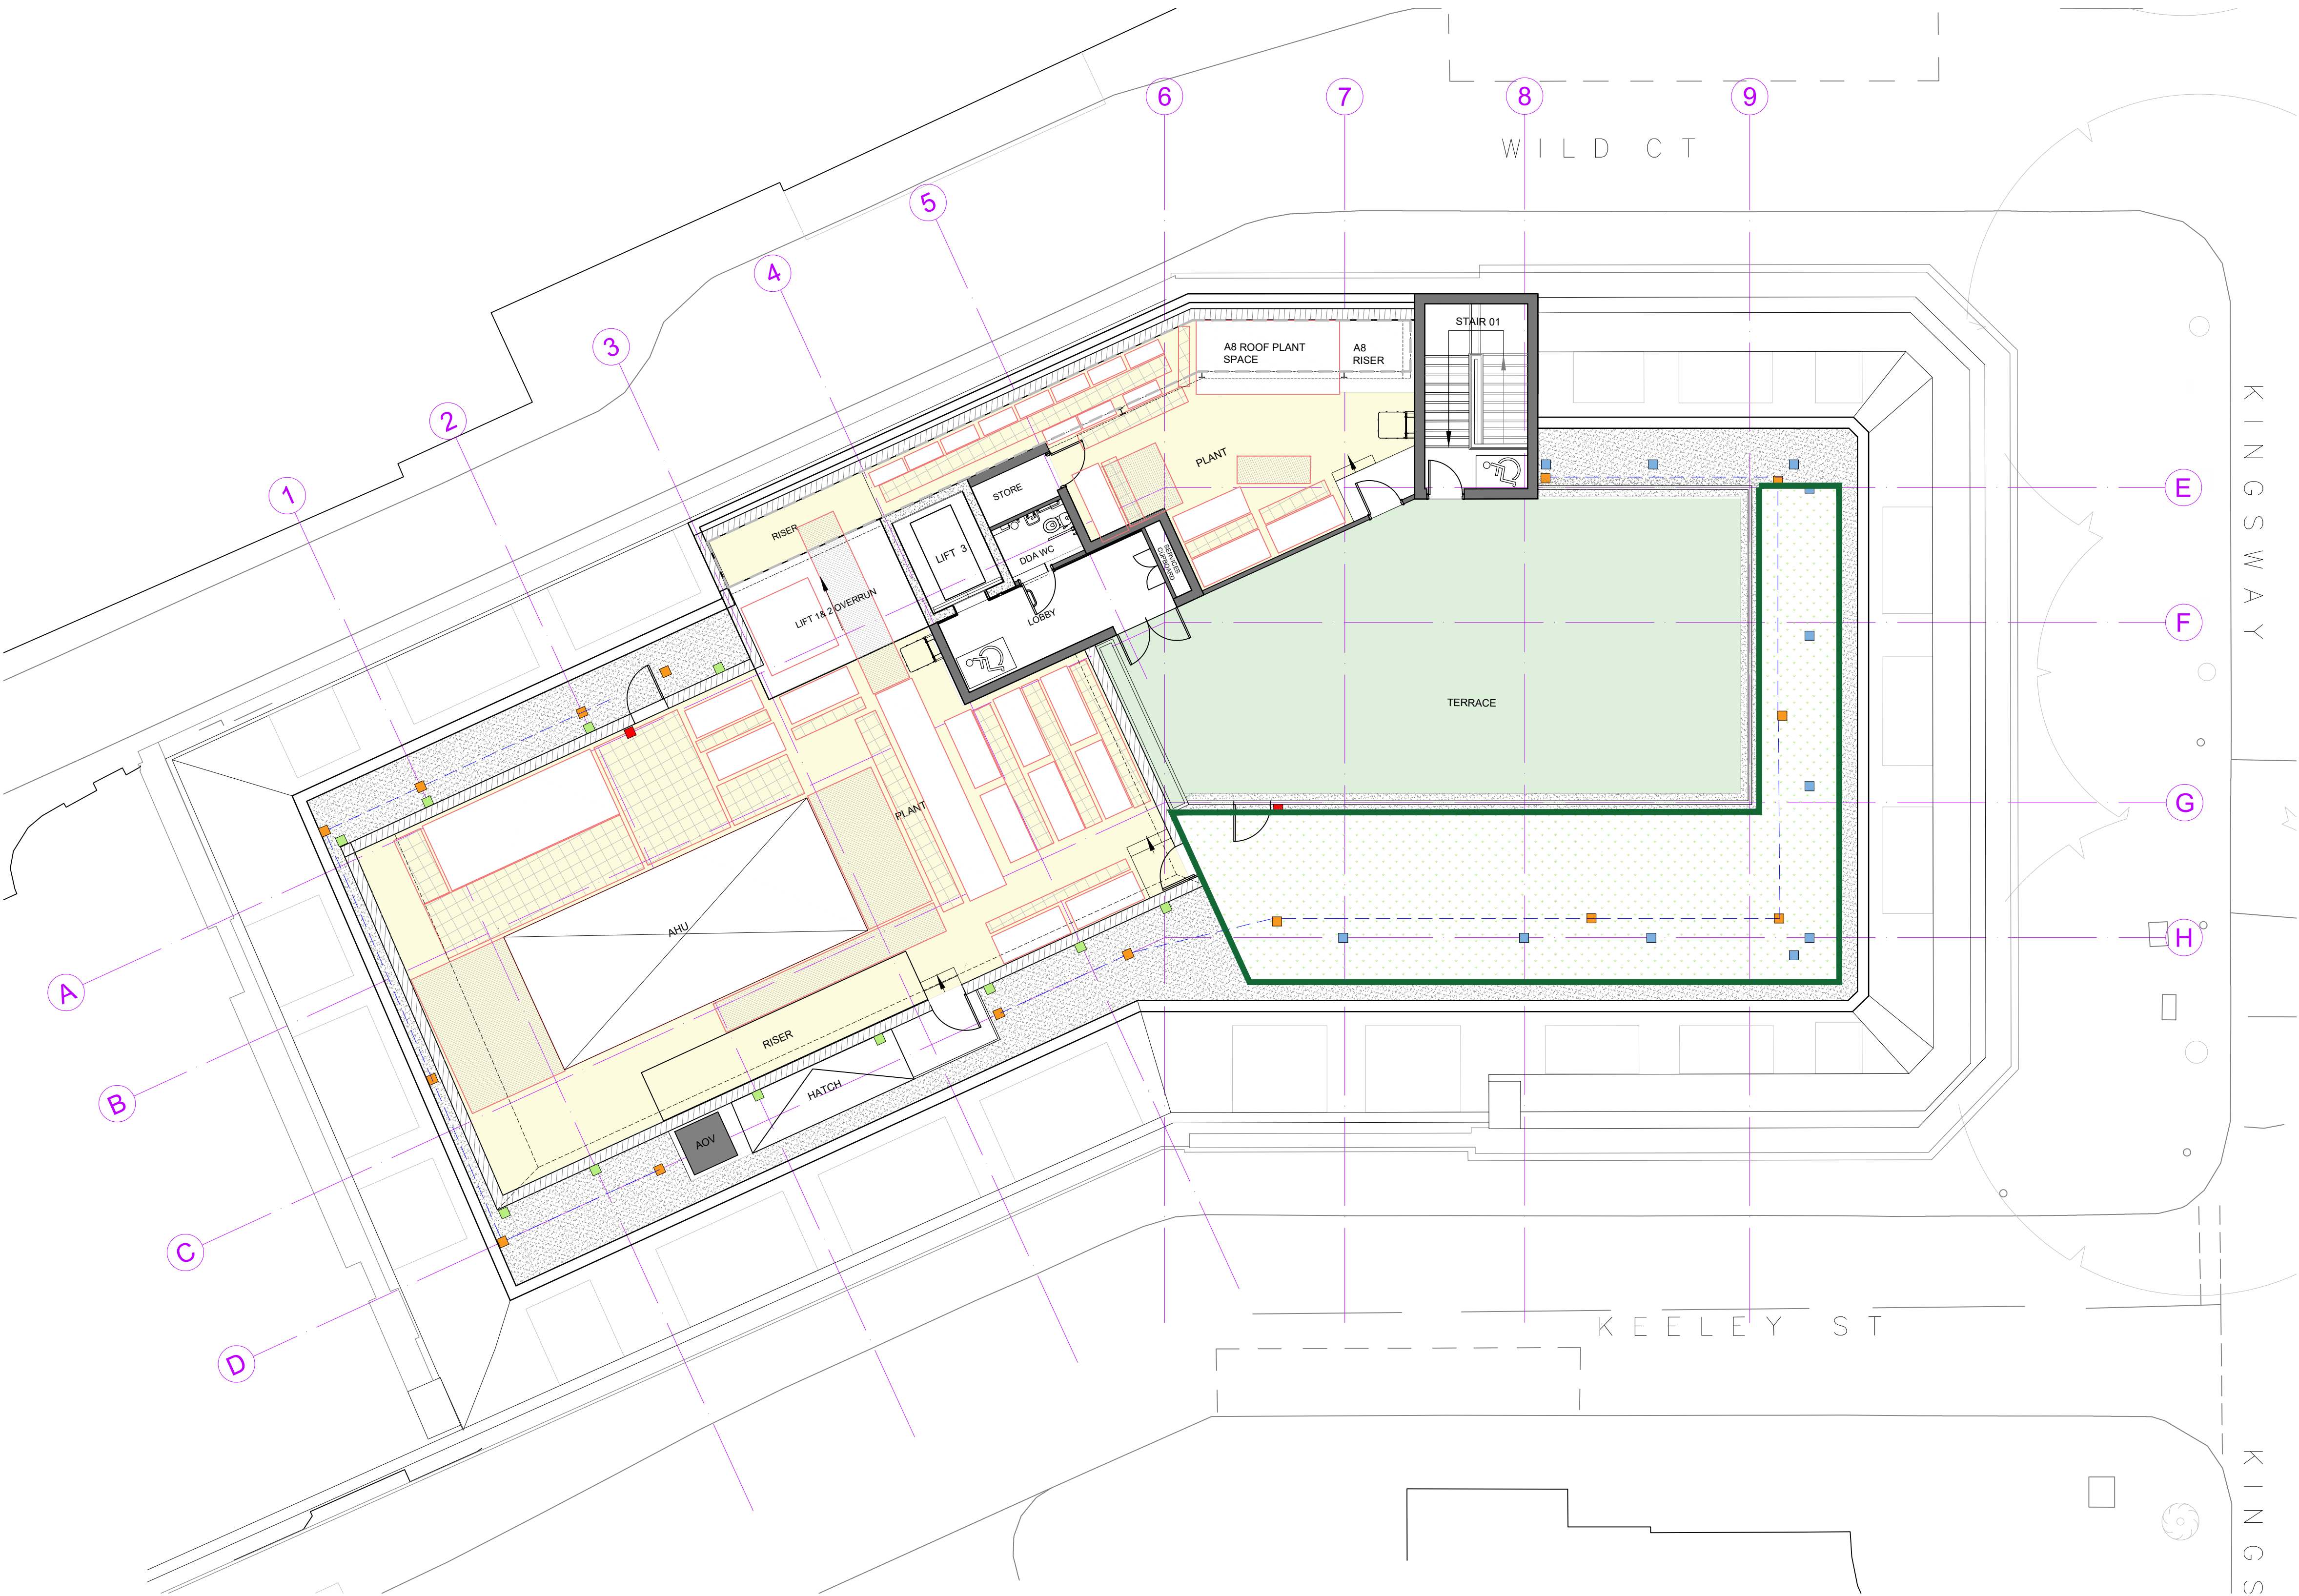 6
7
8
9
WILD CT
5
4
3
2
1
STAIR 01
A8 ROOF PLANT
SPACE
A8
RISER
KINGSWAY
PLANT
STORE
E
RISER
LIFT 3
DDA WC
SERVICES
CUPBOARD
LIFT 1& 2 OVERRUN
LOBBY
F
TERRACE
PLANT
G
AHU
H
A
RISER
HATCH
B
AOV
C
KEELEY ST
D
KINGS